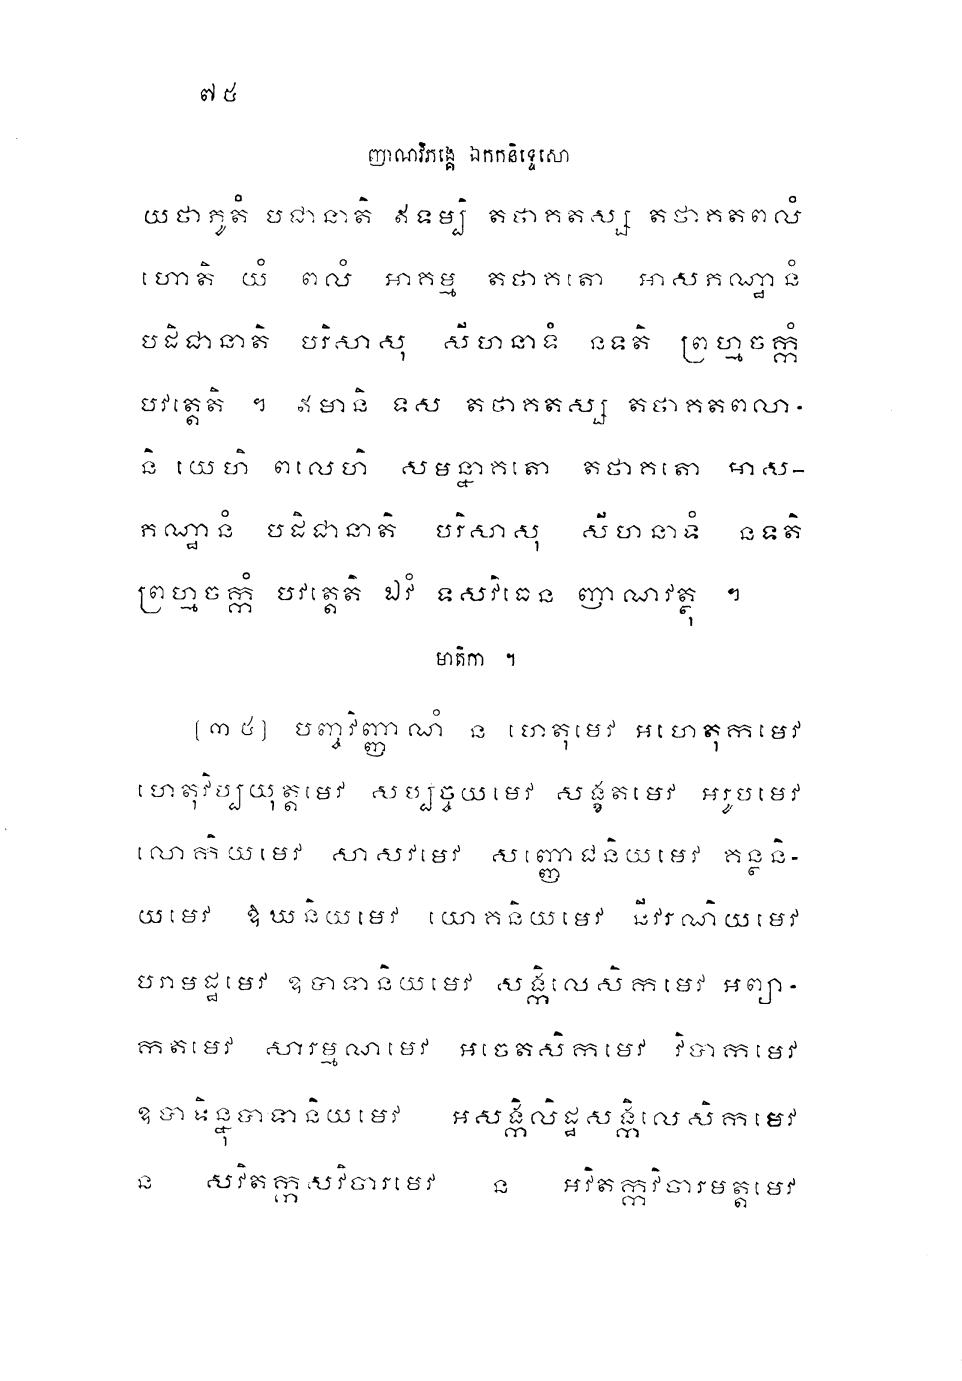 ៧៥
ញាណវិភង្គេ ឯកកនិទ្ទេសោ
យថាភូតំ បជានាតិ ឥទម្បិ តថាគតស្ស តថាគតពលំ
ហោតិ យំ ពលំ អាគម្ម តថាគតោ អាសភណ្ឋានំ
បដិជានាតិ បរិសាសុ សីហនាទំ នទតិ ព្រហ្មចក្កំ
បវត្តេតិ ។ ឥមានិ ទស តថាគតស្ស តថាគតពលា-
និ យេហិ ពលេហិ សមន្នាគតោ តថាគតោ អាស-
ភណ្ឋានំ បដិជានាតិ បរិសាសុ សីហនាទំ នទតិ
ព្រហ្មចក្កំ បវត្តេតិ ឯវំ ទសវិធេន ញាណវត្ថុ ។
មាតិកា ។
[៣៥] បញ្ចវិញ្ញាណំ ន ហេតុមេវ អហេតុកមេវ
ហេតុវិប្បយុត្តមេវ សប្បច្ចយមេវ សង្ខតមេវ អរូបមេវ
លោកិយមេវ សាសវមេវ សញ្ញោជនិយមេវ គន្ថនិ-
យមេវ ឱឃនិយមេវ យោគនិយមេវ នីវរណិយមេវ
បរាមដ្ឋមេវ ឧបាទានិយមេវ សង្កិលេសិកមេវ អព្យា-
កតមេវ សារម្មណមេវ អចេតសិកមេវ វិបាកមេវ
ឧបាទិន្នុបាទានិយមេវ អសង្កិលិដ្ឋសង្កិលេសិកមេវ
ន សវិតក្កសវិចារមេវ ន អវិតក្កវិចារមត្តមេវ